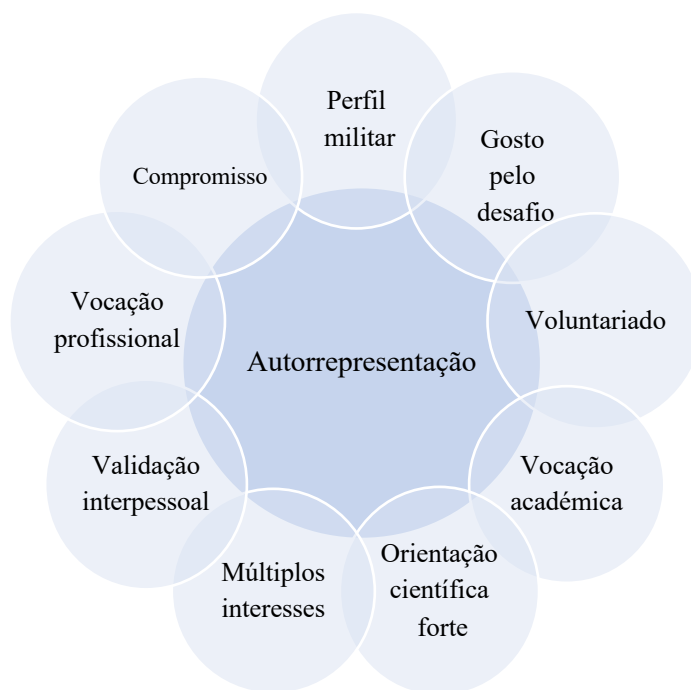 Perfil
militar
Gosto
pelo
desafio
Compromisso
Vocação
profissional
Voluntariado
Autorrepresentação
Validação
interpessoal
Vocação
académica
Múltiplos
interesses
Orientação
científica
forte